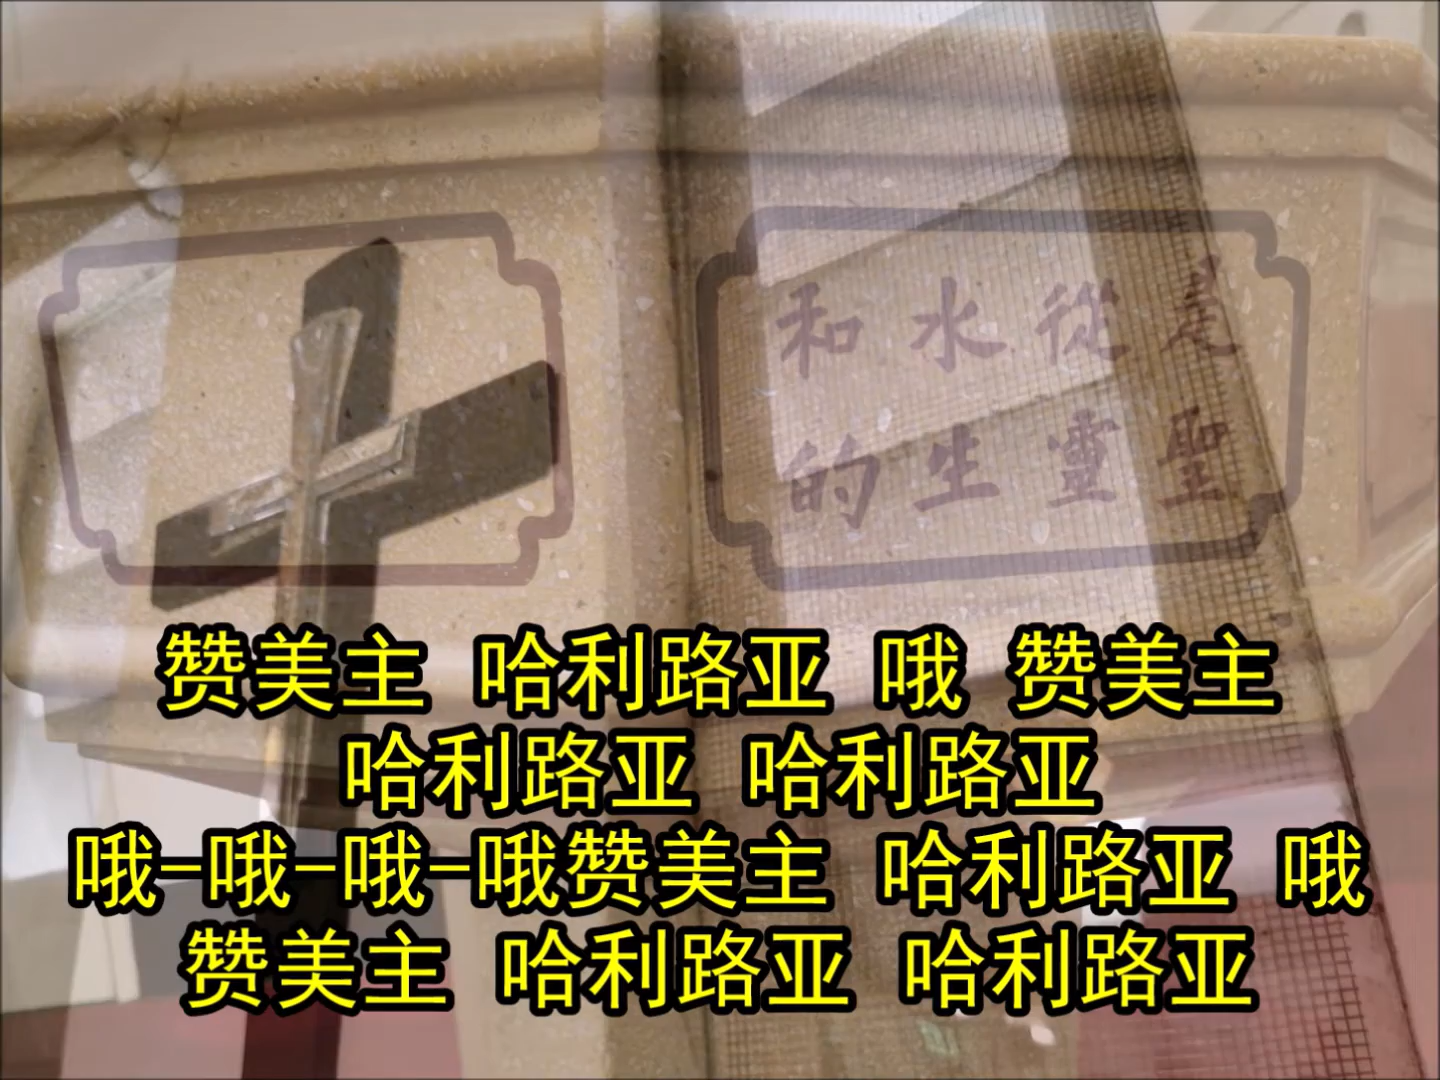 是從水和
聖靈生的
赞美主 哈利路亚 哦 赞美主
哈利路亚 哈利路亚
哦-哦-哦-哦赞美主 哈利路亚 哦
赞美主 哈利路亚 哈利路亚